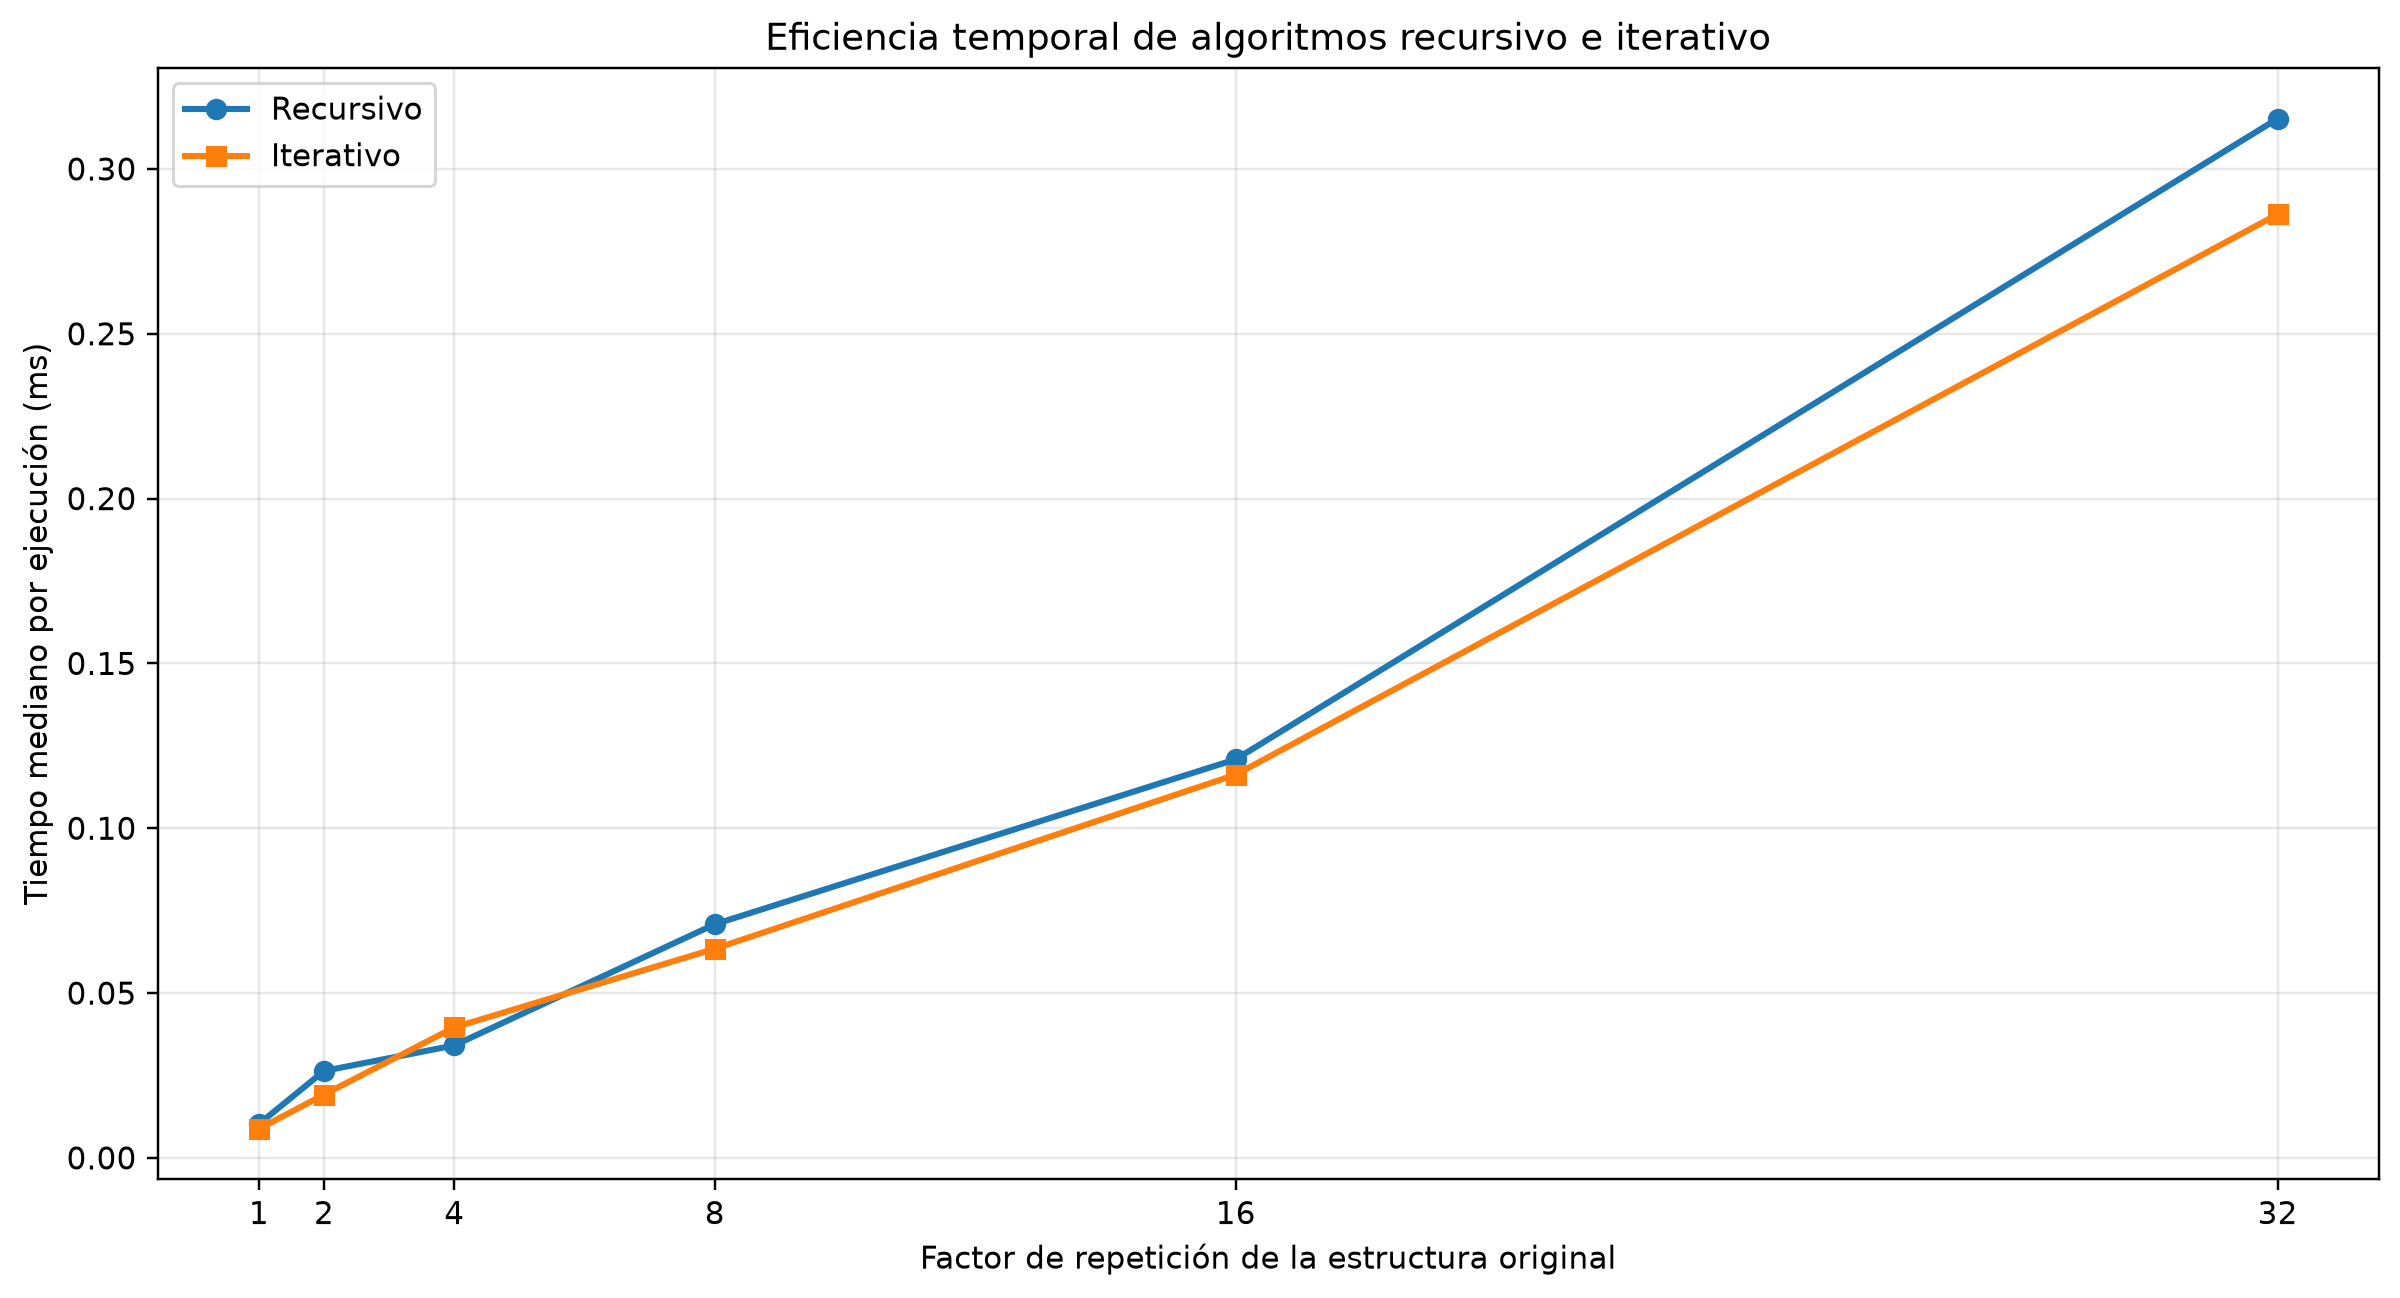 Eficiencia temporal de algoritmos recursivo e iterativo
Recursivo
Iterativo
Tiempo mediano por ejecución (ms)
0.30
0.25
0.20
0.15
0.10
0.05
0.00
1 2 4 8 16 32
Factor de repetición de la estructura original